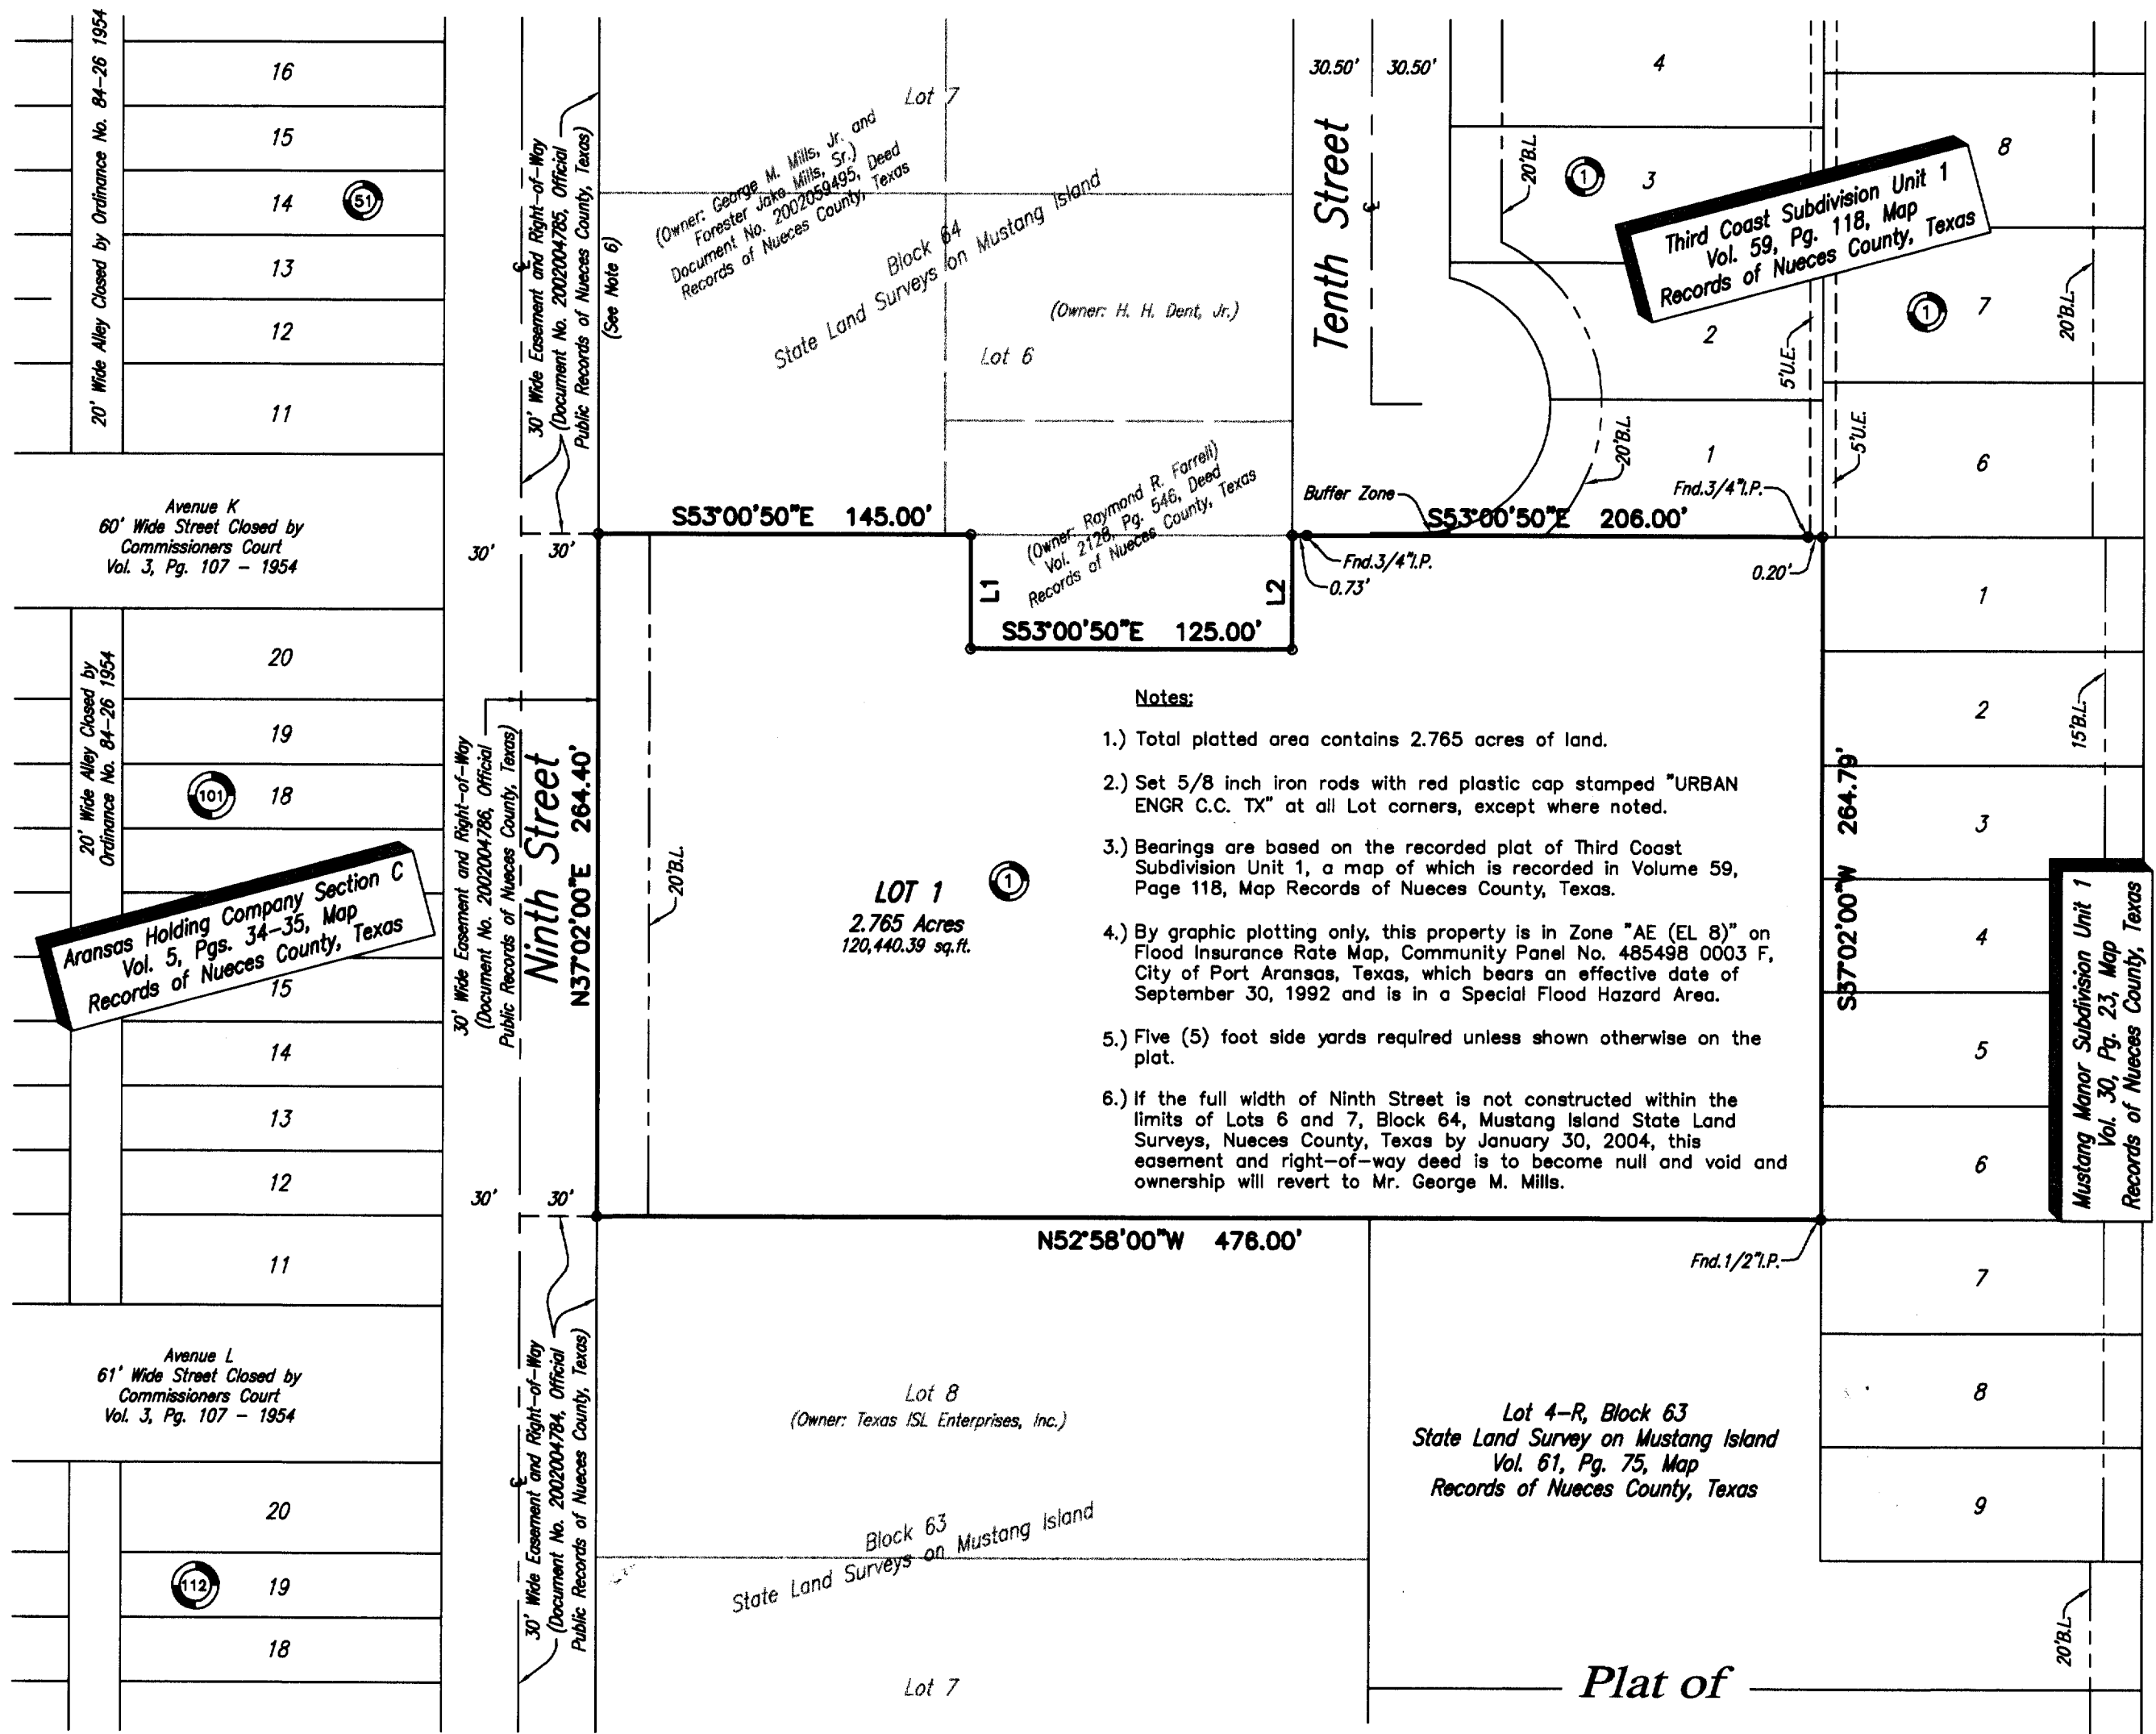 20' Wide Alley Closed by Ordinance No. 84-26 1954
16
15
14
51
13
12
11
Avenue K
60' Wide Street Closed by
Commissioners Court
Vol. 3, Pg. 107 - 1954
20' Wide Alley Closed by
Ordinance No. 84-26 1954
20
19
101
18
Aransas Holding Company Section C
Vol. 5, Pgs. 34-35, Map
Records of Nueces County, Texas
15
14
13
12
11
Avenue L
61' Wide Street Closed by
Commissioners Court
Vol. 3, Pg. 107 - 1954
20
112
19
18
30' Wide Easement and Right-of-Way
(Document No. 2002004785, Official
Public Records of Nueces County, Texas)
(See Note 6)
30'
30'
30' Wide Easement and Right-of-Way
(Document No. 2002004786, Official
Public Records of Nueces County, Texas)
Ninth Street
N37°02'00"E 264.40'
30'
30'
30' Wide Easement and Right-of-Way
(Document No. 2002004784, Official
Public Records of Nueces County, Texas)
Lot 7
(Owner: George M. Mills, Jr. and
Forester Jake Mills, Sr.)
Document No. 2002059495, Deed
Records of Nueces County, Texas
Block 64
State Land Surveys on Mustang Island
(Owner: H. H. Dent, Jr.)
Lot 6
(Owner: Raymond R. Farrell)
Vol. 2128, Pg. 546, Deed
Records of Nueces County, Texas
S53°00'50"E 145.00'
L1
S53°00'50"E 125.00'
L2
30.50'
30.50'
Tenth Street
20'B.L.
4
1
3
2
1
20'B.L.
Buffer Zone
Fnd.3/4"I.P.
S53°00'50"E 206.00'
Fnd.3/4"I.P.
0.73'
0.20'
Third Coast Subdivision Unit 1
Vol. 59, Pg. 118, Map
Records of Nueces County, Texas
8
1
7
6
5'U.E.
5'U.E.
20'B.L.
20'B.L.
LOT 1
2.765 Acres
120,440.39 sq.ft.
1
Notes:
1.) Total platted area contains 2.765 acres of land.
2.) Set 5/8 inch iron rods with red plastic cap stamped "URBAN
ENGR C.C. TX" at all Lot corners, except where noted.
3.) Bearings are based on the recorded plat of Third Coast
Subdivision Unit 1, a map of which is recorded in Volume 59,
Page 118, Map Records of Nueces County, Texas.
4.) By graphic plotting only, this property is in Zone "AE (EL 8)" on
Flood Insurance Rate Map, Community Panel No. 485498 0003 F,
City of Port Aransas, Texas, which bears an effective date of
September 30, 1992 and is in a Special Flood Hazard Area.
5.) Five (5) foot side yards required unless shown otherwise on the
plat.
6.) If the full width of Ninth Street is not constructed within the
limits of Lots 6 and 7, Block 64, Mustang Island State Land
Surveys, Nueces County, Texas by January 30, 2004, this
easement and right-of-way deed is to become null and void and
ownership will revert to Mr. George M. Mills.
S37°02'00"W 264.79'
1
2
15'B.L.
3
4
5
6
Mustang Manor Subdivision Unit 1
Vol. 30, Pg. 23, Map
Records of Nueces County, Texas
N52°58'00"W 476.00'
Fnd.1/2"I.P.
7
8
9
20'B.L.
Lot 8
(Owner: Texas ISL Enterprises, Inc.)
Block 63
State Land Surveys on Mustang Island
Lot 7
Lot 4-R, Block 63
State Land Survey on Mustang Island
Vol. 61, Pg. 75, Map
Records of Nueces County, Texas
Plat of